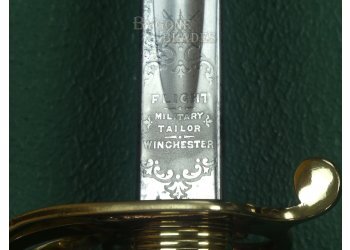 BYGONE
BLADES
FLIGHT
MILITARY
TAILOR
WINCHESTER